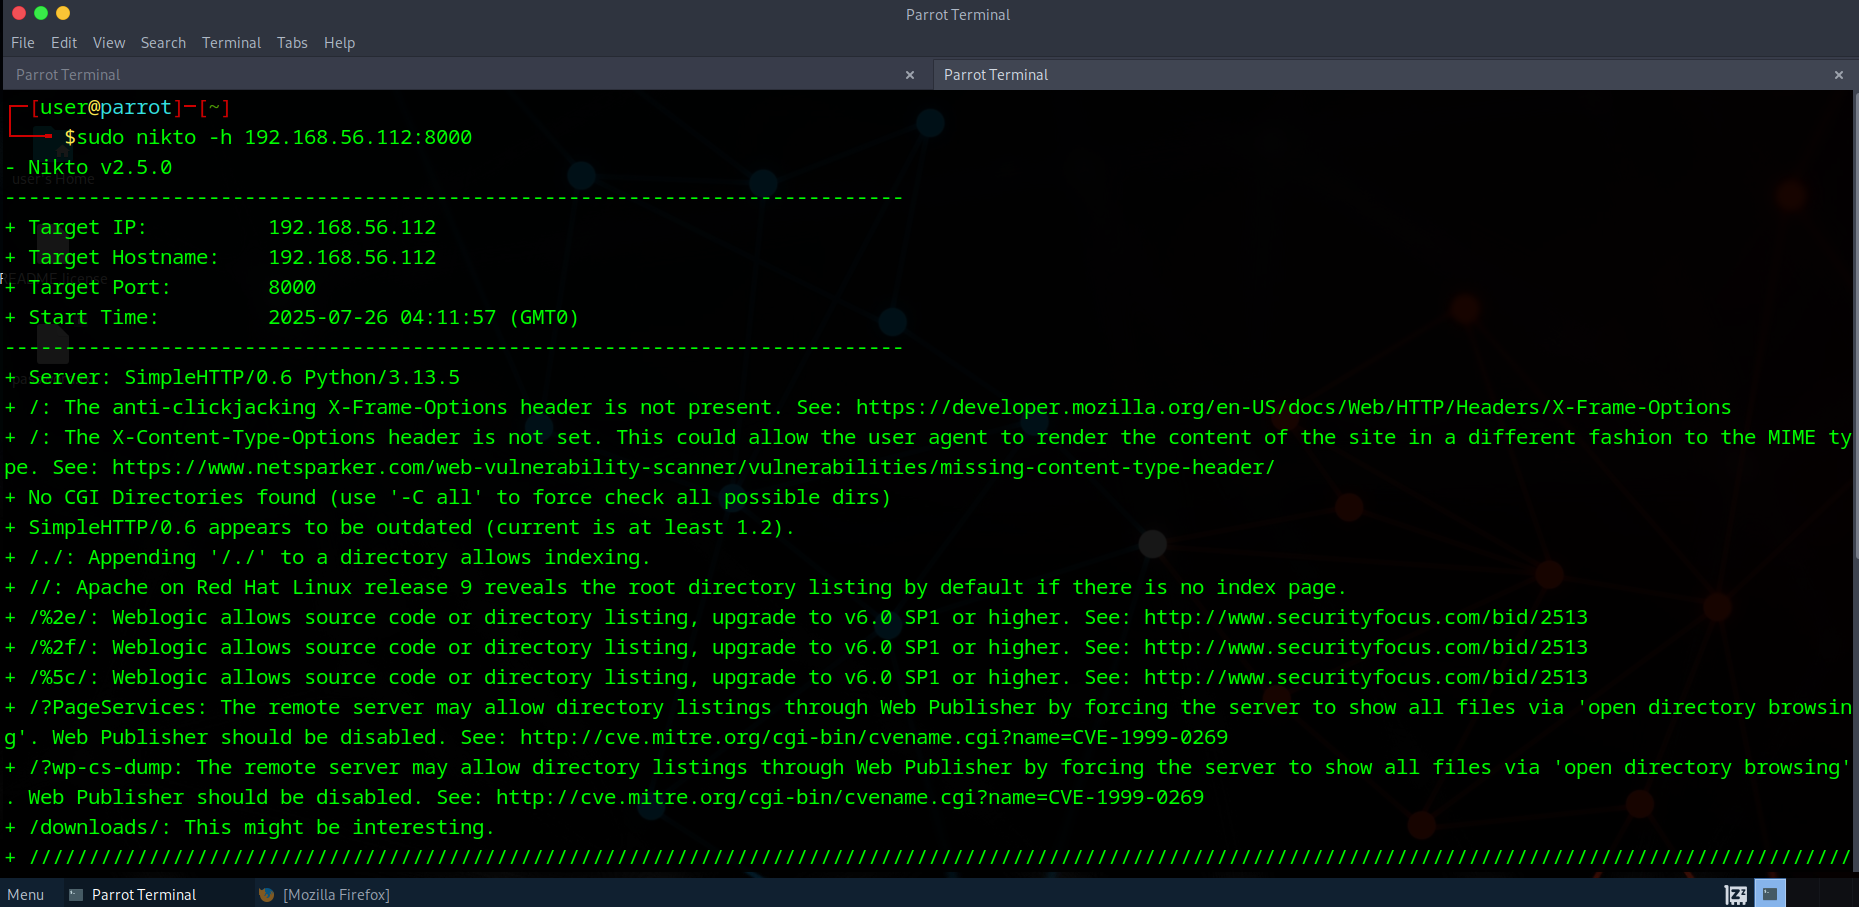 Parrot Terminal
File Edit View Search Terminal Tabs Help
Parrot Terminal × Parrot Terminal ×
[user@parrot]─[~]
$sudo nikto -h 192.168.56.112:8000
- Nikto v2.5.0
user's Home
---------------------------------------------------------------------------
+ Target IP: 192.168.56.112
+ Target Hostname: 192.168.56.112
README.license
+ Target Port: 8000
+ Start Time: 2025-07-26 04:11:57 (GMT0)
---------------------------------------------------------------------------
+ Server: SimpleHTTP/0.6 Python/3.13.5
+ /: The anti-clickjacking X-Frame-Options header is not present. See: https://developer.mozilla.org/en-US/docs/Web/HTTP/Headers/X-Frame-Options
+ /: The X-Content-Type-Options header is not set. This could allow the user agent to render the content of the site in a different fashion to the MIME ty
pe. See: https://www.netsparker.com/web-vulnerability-scanner/vulnerabilities/missing-content-type-header/
+ No CGI Directories found (use '-C all' to force check all possible dirs)
+ SimpleHTTP/0.6 appears to be outdated (current is at least 1.2).
+ /./: Appending '/./' to a directory allows indexing.
+ //: Apache on Red Hat Linux release 9 reveals the root directory listing by default if there is no index page.
+ /%2e/: Weblogic allows source code or directory listing, upgrade to v6.0 SP1 or higher. See: http://www.securityfocus.com/bid/2513
+ /%2f/: Weblogic allows source code or directory listing, upgrade to v6.0 SP1 or higher. See: http://www.securityfocus.com/bid/2513
+ /%5c/: Weblogic allows source code or directory listing, upgrade to v6.0 SP1 or higher. See: http://www.securityfocus.com/bid/2513
+ /?PageServices: The remote server may allow directory listings through Web Publisher by forcing the server to show all files via 'open directory browsin
g'. Web Publisher should be disabled. See: http://cve.mitre.org/cgi-bin/cvename.cgi?name=CVE-1999-0269
+ /?wp-cs-dump: The remote server may allow directory listings through Web Publisher by forcing the server to show all files via 'open directory browsing'
. Web Publisher should be disabled. See: http://cve.mitre.org/cgi-bin/cvename.cgi?name=CVE-1999-0269
+ /downloads/: This might be interesting.
+ ////////////////////////////////////////////////////////////////////////////////////////////////////////////////////////////////////////////////////////
Menu Parrot Terminal [Mozilla Firefox]